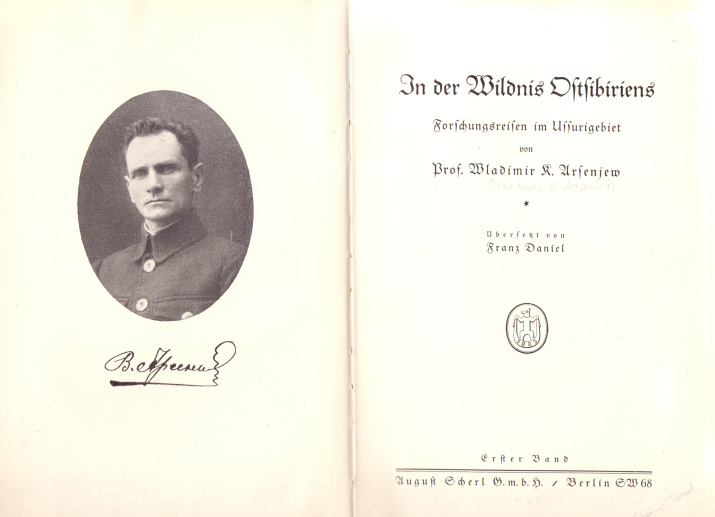 В. Арсеньев
In der Wildnis Ostsibiriens
Forschungsreisen im Ussurigebiet
von
Prof. Wladimir K. Arsenjew
*
Übersetzt von
Franz Daniel
Erster Band
August Scherl G.m.b.H. / Berlin SW 68